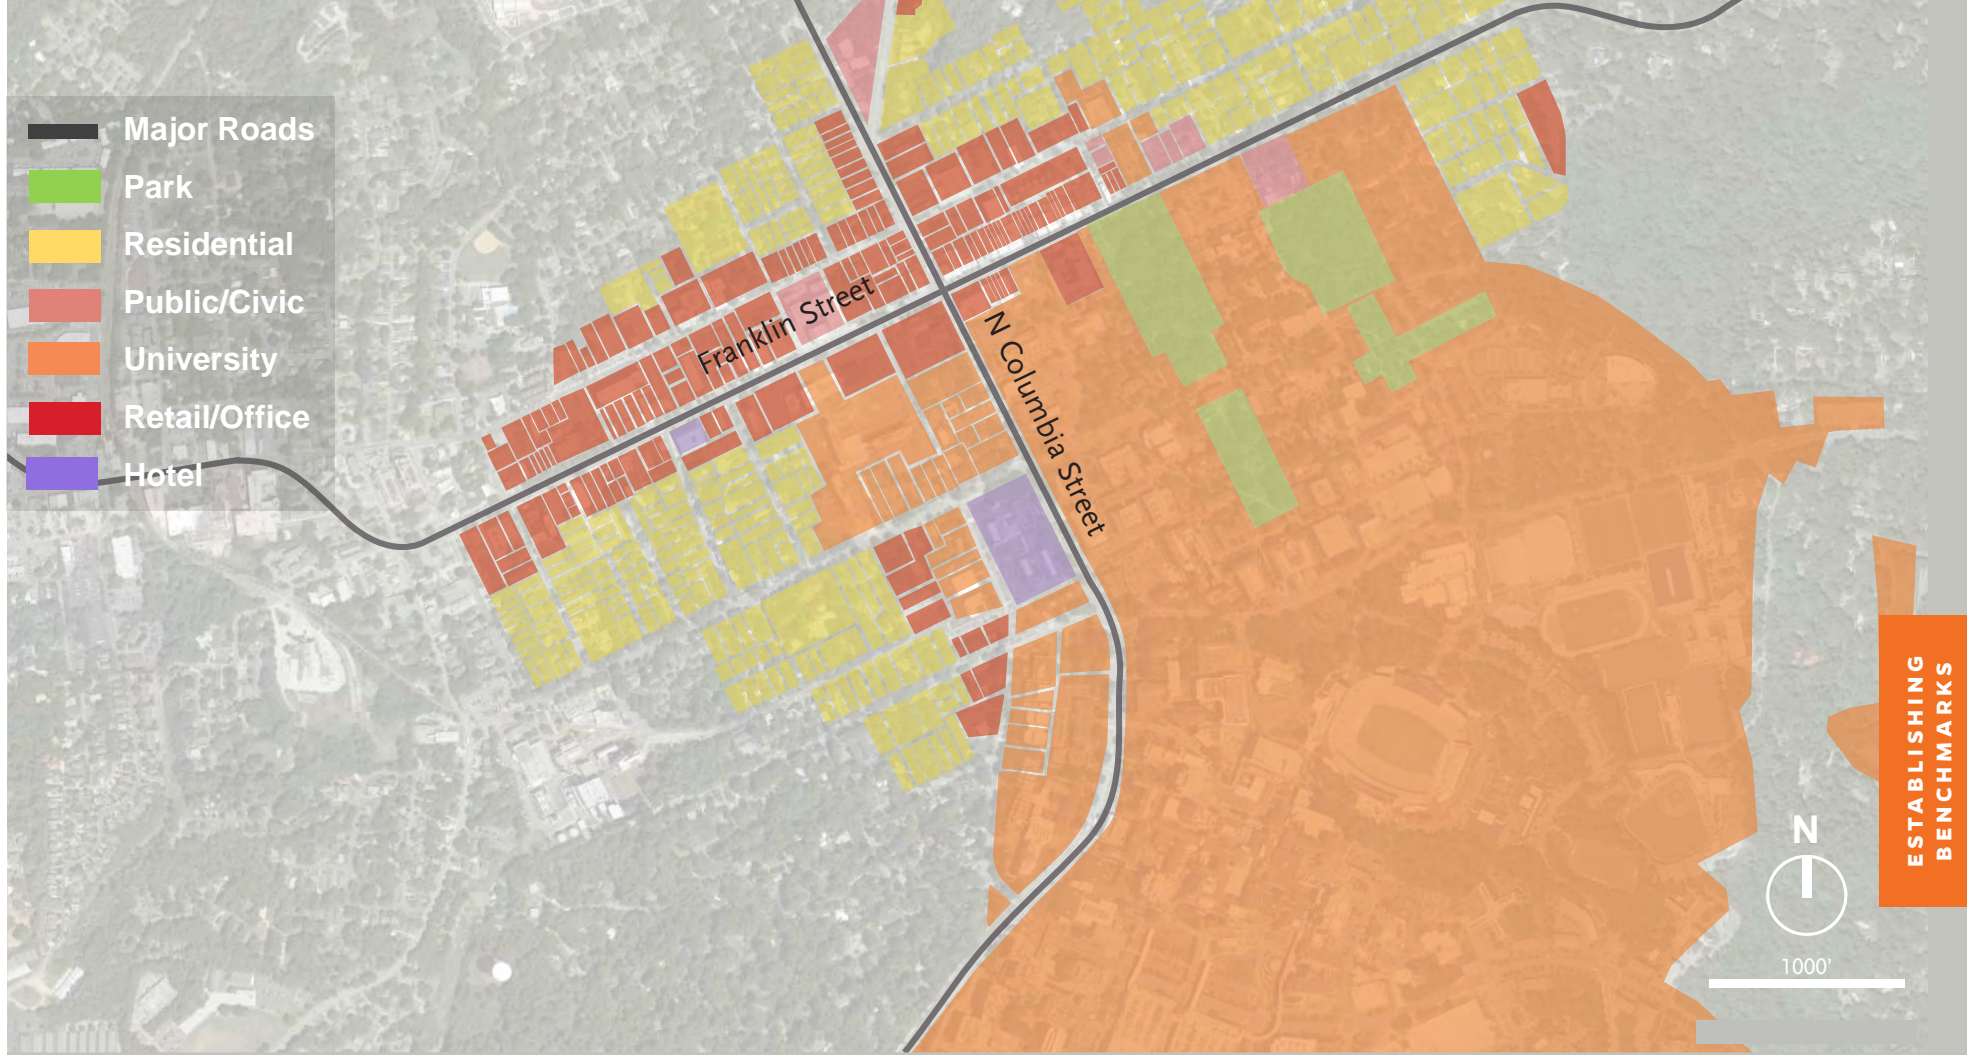 Major Roads
Park
Residential
Public/Civic
University
Retail/Office
Hotel
Franklin Street
N Columbia Street
ESTABLISHING
BENCHMARKS
N
1000'